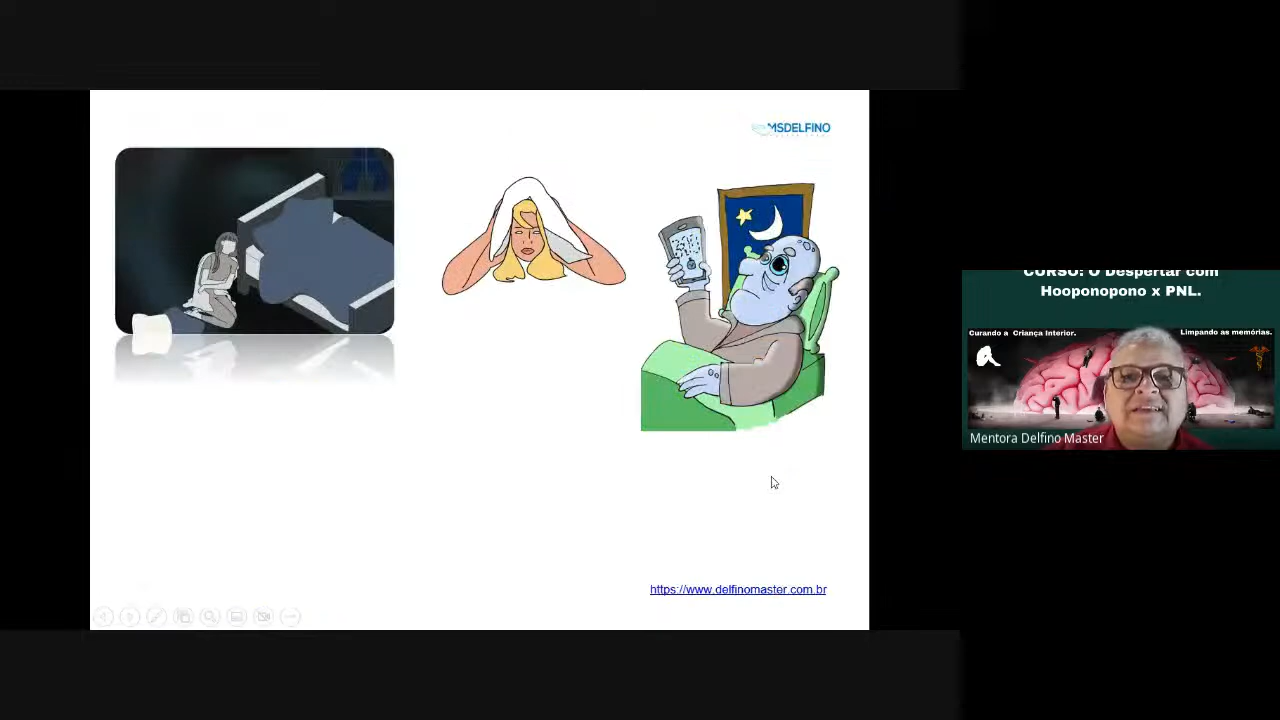 MSDELFINO
https://www.delfinomaster.com.br
CURSO: O Despertar com
Hooponopono x PNL.
Curando a Criança Interior.
Limpando as memórias.
Mentora Delfino Master